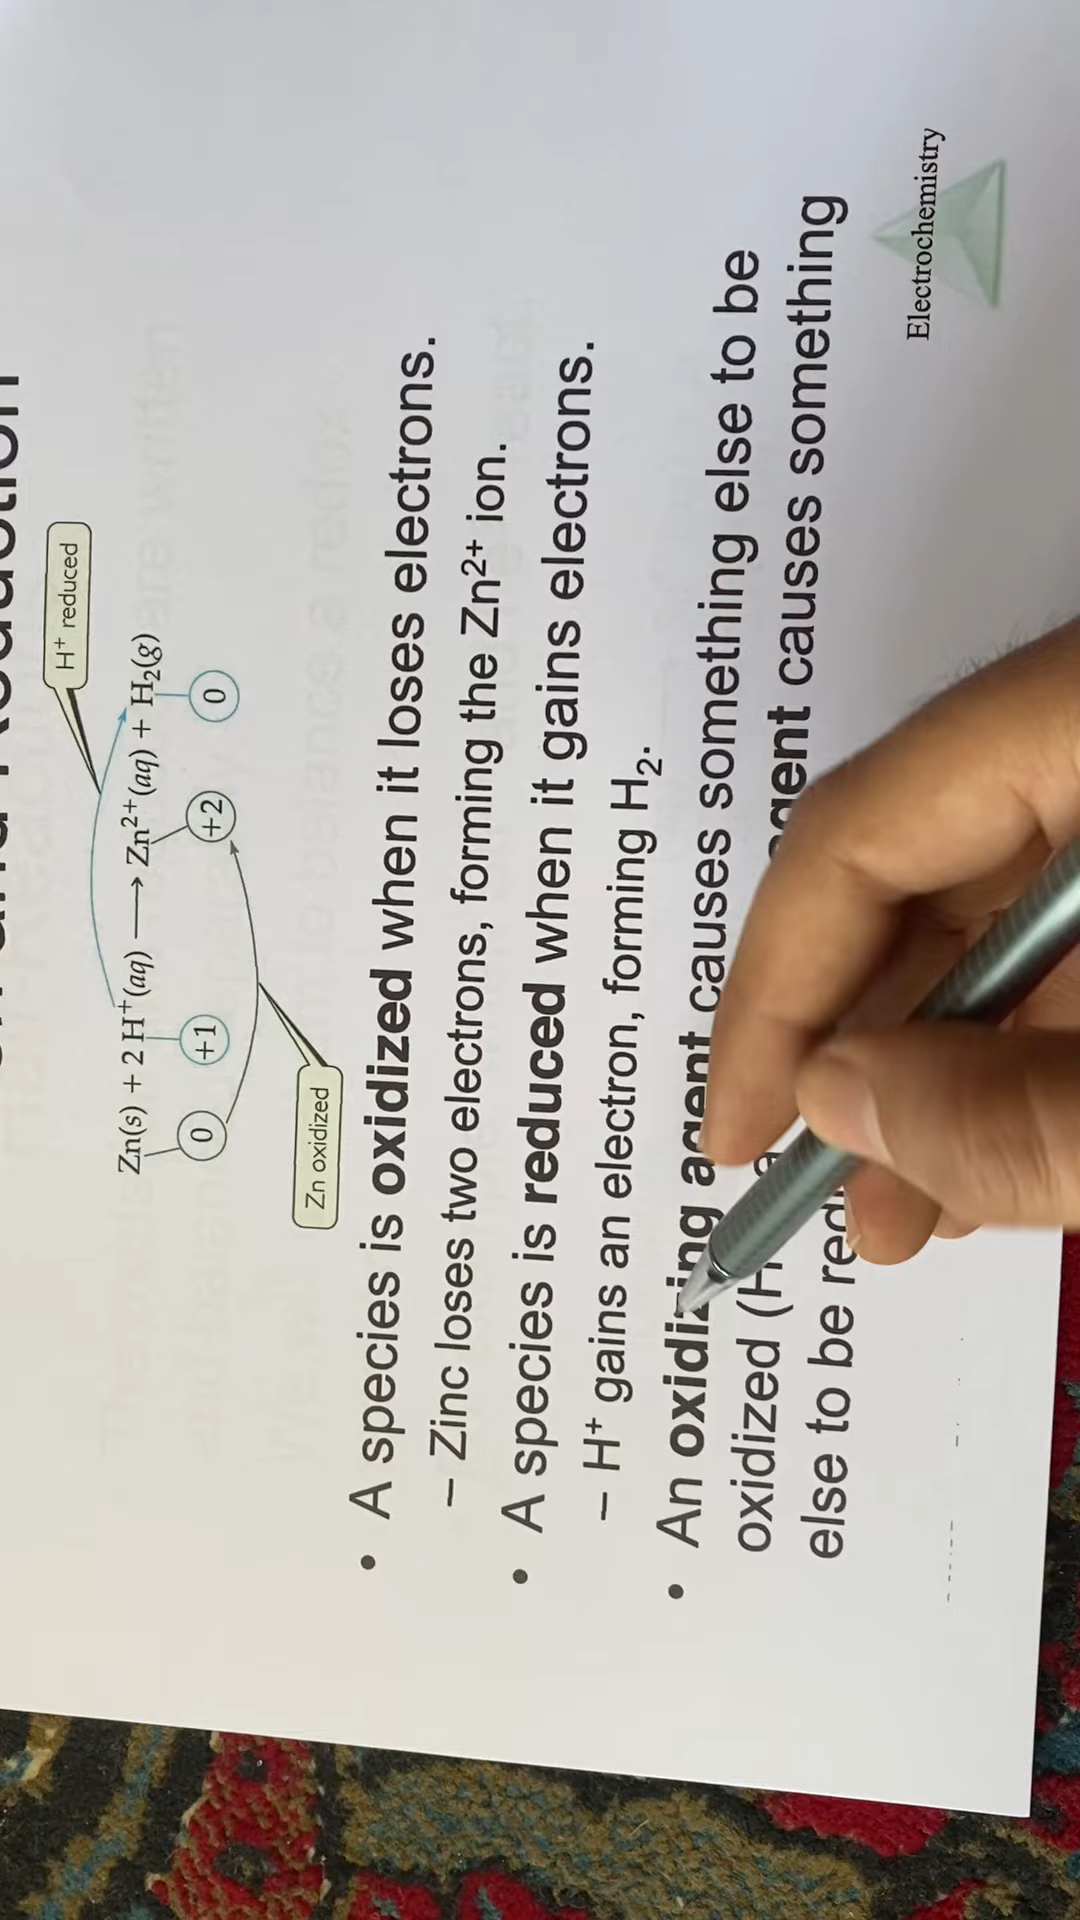 H⁺ reduced
Zn(s) + 2 H⁺(aq) ⟶ Zn²⁺(aq) + H₂(g)
0 +1 +2 0
Zn oxidized
• A species is oxidized when it loses electrons.
– Zinc loses two electrons, forming the Zn²⁺ ion.
• A species is reduced when it gains electrons.
– H⁺ gains an electron, forming H₂.
• An oxidizing agent causes something else to be
oxidized (H causes something
else to be
Electrochemistry